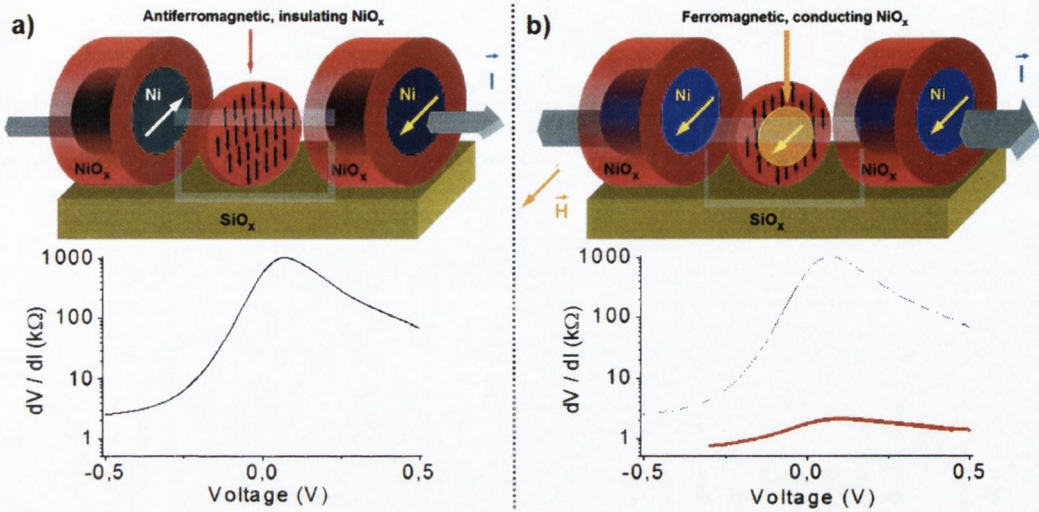 a)
Antiferromagnetic, insulating NiOx
I
Ni
Ni
NiOx
NiOx
SiOx
1000
100
10
1
dV / dI (kΩ)
-0,5
0,0
0,5
Voltage (V)
b)
Ferromagnetic, conducting NiOx
I
Ni
Ni
NiOx
NiOx
H
SiOx
1000
100
10
1
dV / dI (kΩ)
-0,5
0,0
0,5
Voltage (V)